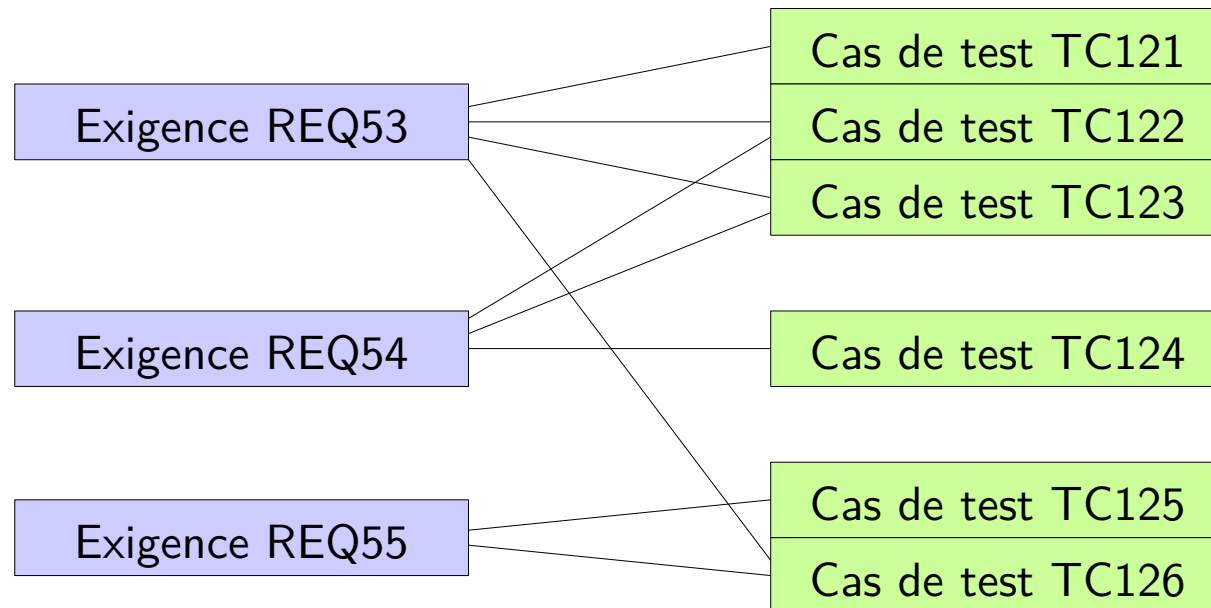 Cas de test TC121
Exigence REQ53
Cas de test TC122
Cas de test TC123
Exigence REQ54
Cas de test TC124
Cas de test TC125
Exigence REQ55
Cas de test TC126